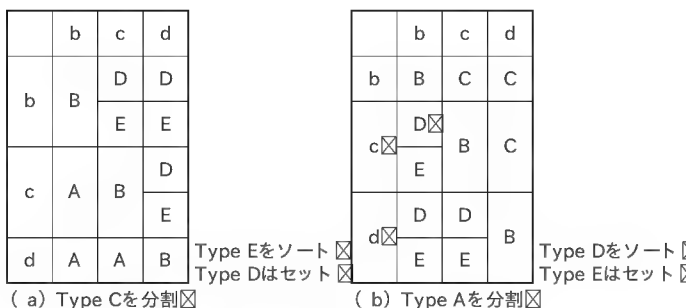 b c d
b B D D
E E
c A B D
E
d A A B
Type Eをソート
Type Dはセット
( a) Type Cを分割
b c d
b B C C
c D B C
E
d D D B
E E
Type Dをソート
Type Eはセット
( b) Type Aを分割